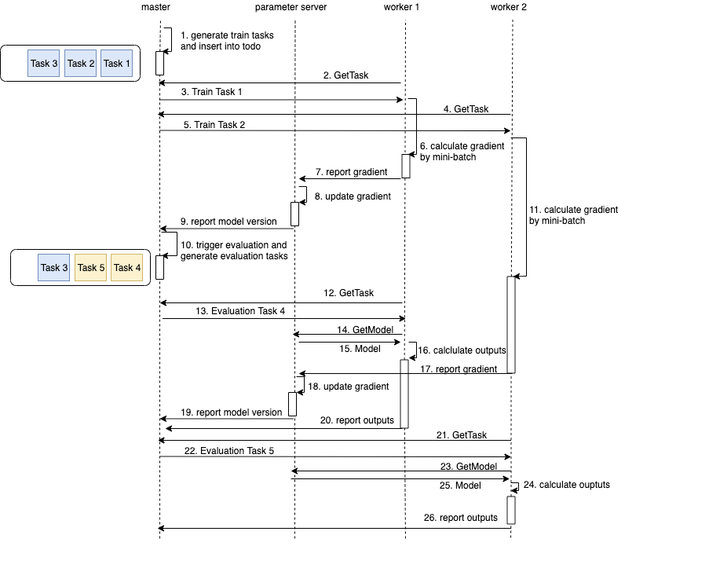 master
parameter server
worker 1
worker 2
1. generate train tasks
and insert into todo
Task 3
Task 2
Task 1
2. GetTask
3. Train Task 1
4. GetTask
5. Train Task 2
6. calculate gradient
by mini-batch
7. report gradient
8. update gradient
9. report model version
11. calculate gradient
by mini-batch
10. trigger evaluation and
generate evaluation tasks
Task 3
Task 5
Task 4
12. GetTask
13. Evaluation Task 4
14. GetModel
15. Model
16. calclulate outputs
17. report gradient
18. update gradient
19. report model version
20. report outputs
21. GetTask
22. Evaluation Task 5
23. GetModel
25. Model
24. calculate ouptuts
26. report outputs